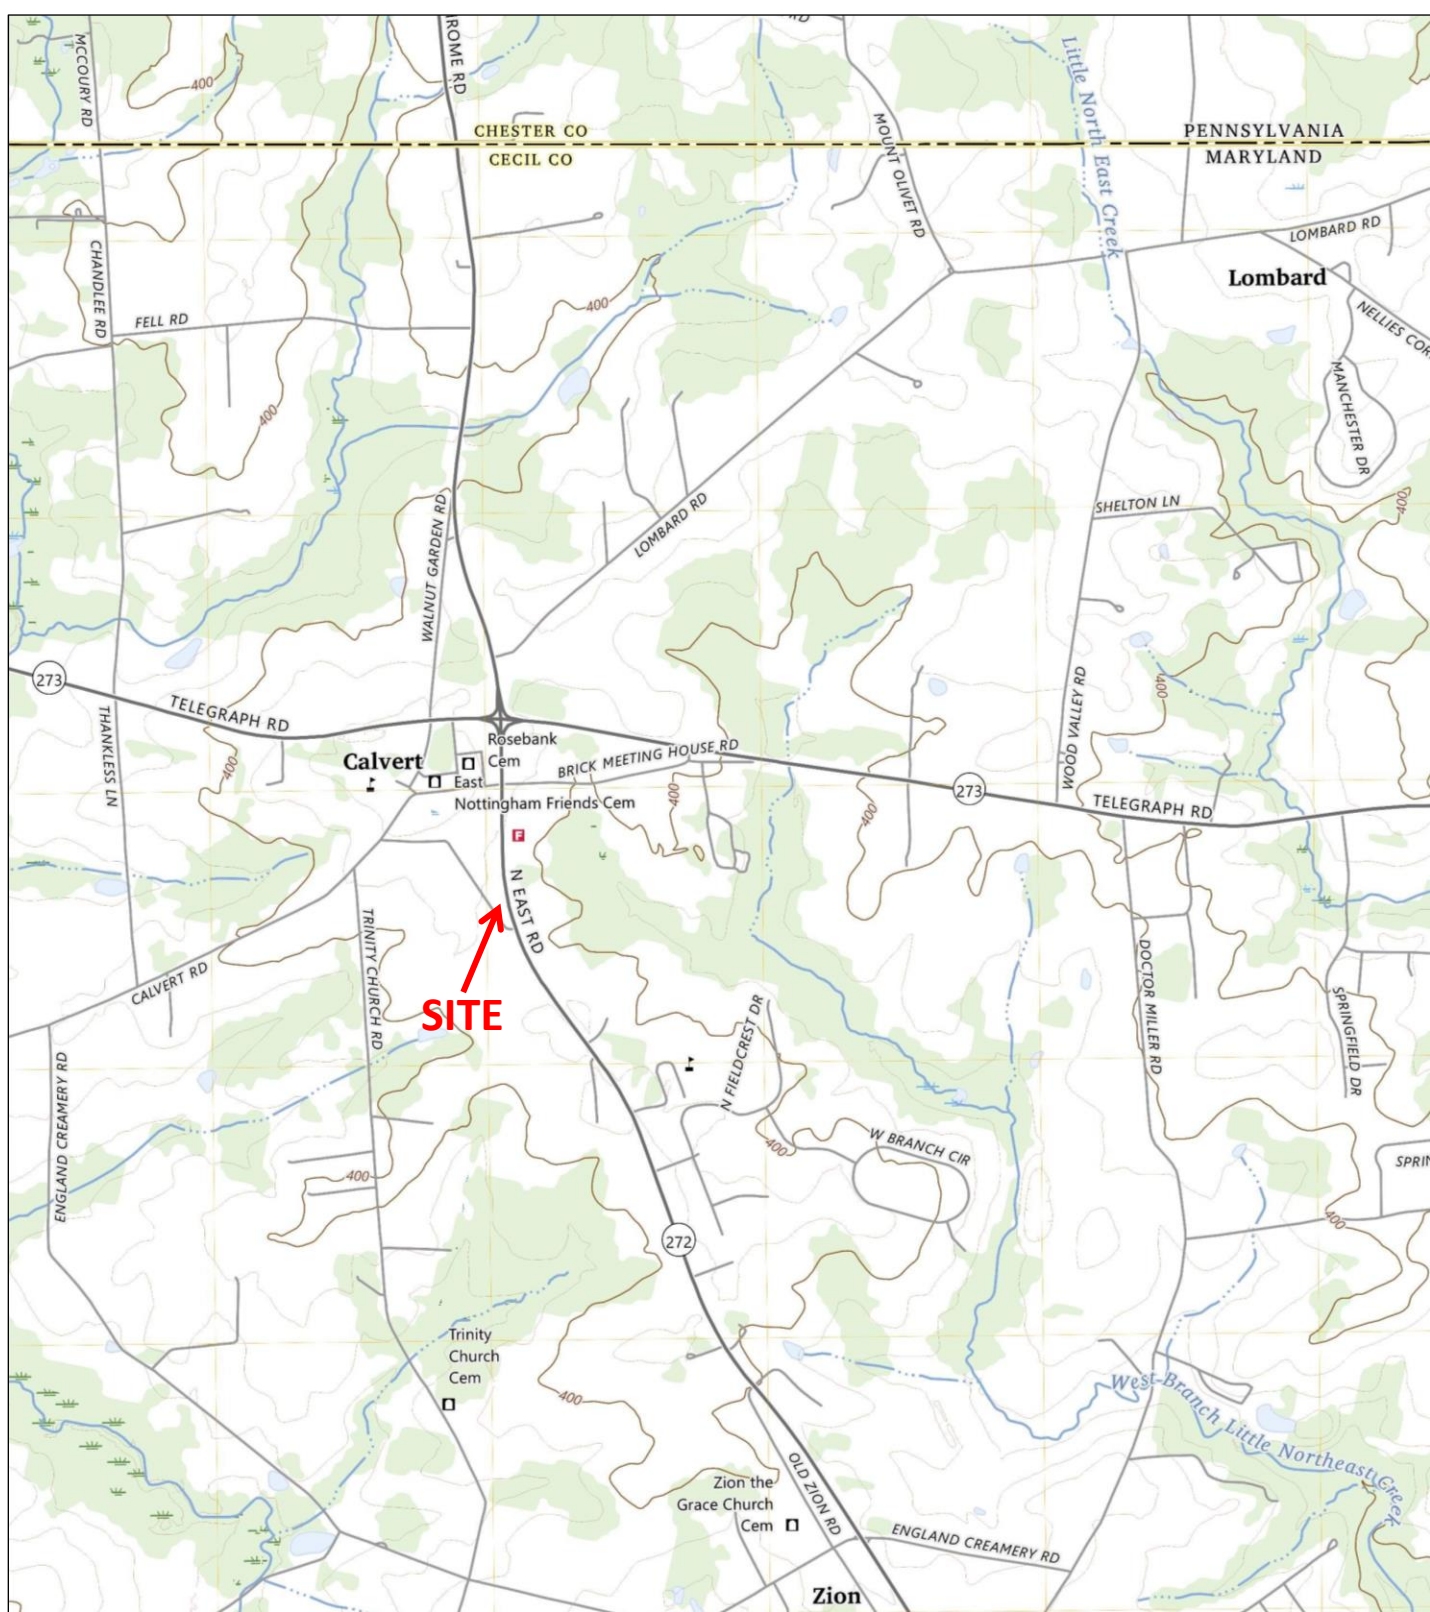 RD
MCCOURY RD
IROME RD
400
Little North East Creek
MOUNT OLIVET RD
CHESTER CO
CECIL CO
PENNSYLVANIA
MARYLAND
LOMBARD RD
CHANDLEE RD
Lombard
FELL RD
400
NELLIES COR
MANCHESTER DR
400
WALNUT GARDEN RD
LOMBARD RD
SHELTON LN
400
273
TELEGRAPH RD
THANKLESS LN
400
Calvert
Rosebank
Cem
East
Nottingham Friends Cem
BRICK MEETING HOUSE RD
400
F
400
273
WOOD VALLEY RD
400
TELEGRAPH RD
N EAST RD
TRINITY CHURCH RD
CALVERT RD
SITE
DOCTOR MILLER RD
SPRINGFIELD DR
ENGLAND CREAMERY RD
N FIELDCREST DR
400
W BRANCH CIR
SPRIN
400
400
272
Trinity
Church
Cem
400
West Branch Little Northeast Creek
OLD ZION RD
Zion the
Grace Church
Cem
ENGLAND CREAMERY RD
Zion